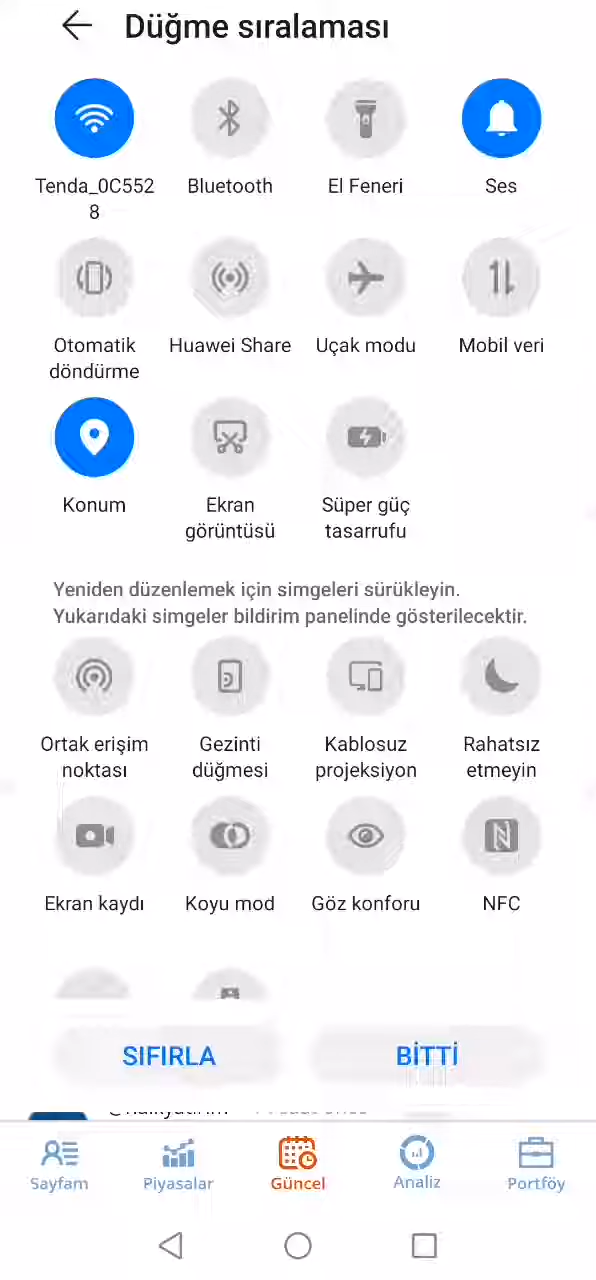 Düğme sıralaması
Tenda_0C552
8
Bluetooth
El Feneri
Ses
Otomatik
döndürme
Huawei Share
Uçak modu
Mobil veri
Konum
Ekran
görüntüsü
Süper güç
tasarrufu
Yeniden düzenlemek için simgeleri sürükleyin.
Yukarıdaki simgeler bildirim panelinde gösterilecektir.
Ortak erişim
noktası
Gezinti
düğmesi
Kablosuz
projeksiyon
Rahatsız
etmeyin
Ekran kaydı
Koyu mod
Göz konforu
NFC
SIFIRLA
BİTTİ
Sayfam
Piyasalar
Güncel
Analiz
Portföy